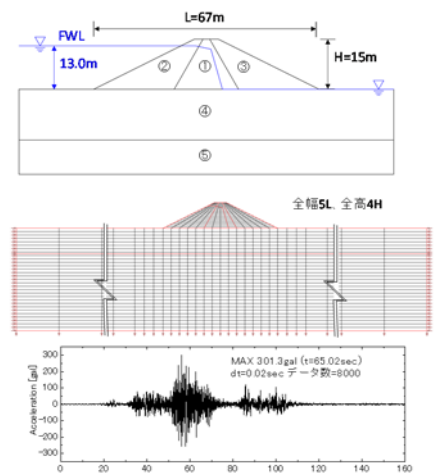 L=67m
FWL
13.0m
②
①
③
H=15m
④
⑤
全幅5L, 全高4H
Acceleration [gal]
300
200
100
0
-100
-200
-300
MAX 301.3gal (t=65.02sec)
dt=0.02sec データ数=8000
0 20 40 60 80 100 120 140 160